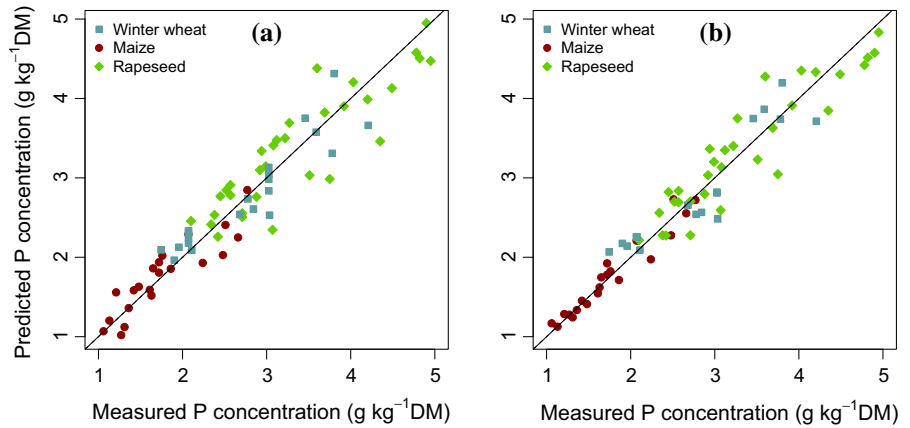 Predicted P concentration (g kg⁻¹DM)
5
4
3
2
1
Winter wheat
Maize
Rapeseed
(a)
1 2 3 4 5
Measured P concentration (g kg⁻¹DM)
5
4
3
2
1
Winter wheat
Maize
Rapeseed
(b)
1 2 3 4 5
Measured P concentration (g kg⁻¹DM)